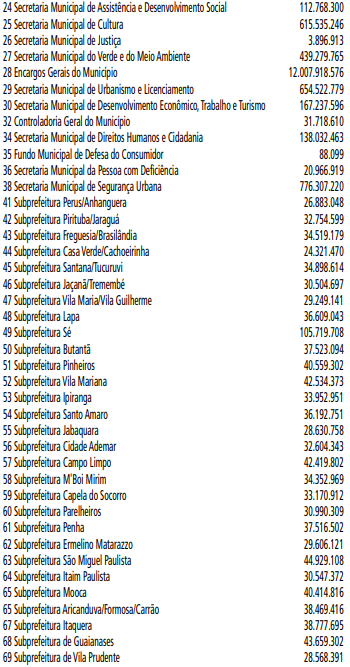 24 Secretaria Municipal de Assistência e Desenvolvimento Social 112.768.300
25 Secretaria Municipal de Cultura 615.535.246
26 Secretaria Municipal de Justiça 3.896.913
27 Secretaria Municipal do Verde e do Meio Ambiente 439.279.765
28 Encargos Gerais do Município 12.007.918.576
29 Secretaria Municipal de Urbanismo e Licenciamento 654.522.779
30 Secretaria Municipal de Desenvolvimento Econômico, Trabalho e Turismo 167.237.596
32 Controladoria Geral do Município 31.718.610
34 Secretaria Municipal de Direitos Humanos e Cidadania 138.032.463
35 Fundo Municipal de Defesa do Consumidor 88.099
36 Secretaria Municipal da Pessoa com Deficiência 20.966.919
38 Secretaria Municipal de Segurança Urbana 776.307.220
41 Subprefeitura Perus/Anhanguera 26.883.048
42 Subprefeitura Pirituba/Jaraguá 32.754.599
43 Subprefeitura Freguesia/Brasilândia 34.519.179
44 Subprefeitura Casa Verde/Cachoeirinha 24.321.470
45 Subprefeitura Santana/Tucuruvi 34.898.614
46 Subprefeitura Jaçanã/Tremembé 30.504.697
47 Subprefeitura Vila Maria/Vila Guilherme 29.249.141
48 Subprefeitura Lapa 36.609.043
49 Subprefeitura Sé 105.719.708
50 Subprefeitura Butantã 37.523.094
51 Subprefeitura Pinheiros 40.559.302
52 Subprefeitura Vila Mariana 42.534.373
53 Subprefeitura Ipiranga 33.952.951
54 Subprefeitura Santo Amaro 36.192.751
55 Subprefeitura Jabaquara 28.630.758
56 Subprefeitura Cidade Ademar 32.604.343
57 Subprefeitura Campo Limpo 42.419.802
58 Subprefeitura M'Boi Mirim 34.352.969
59 Subprefeitura Capela do Socorro 33.170.912
60 Subprefeitura Parelheiros 30.990.309
61 Subprefeitura Penha 37.516.502
62 Subprefeitura Ermelino Matarazzo 29.606.121
63 Subprefeitura São Miguel Paulista 44.929.108
64 Subprefeitura Itaim Paulista 30.547.372
65 Subprefeitura Mooca 40.414.816
65 Subprefeitura Aricanduva/Formosa/Carrão 38.469.416
67 Subprefeitura Itaquera 38.777.695
68 Subprefeitura de Guaianases 43.659.302
69 Subprefeitura de Vila Prudente 28.568.391